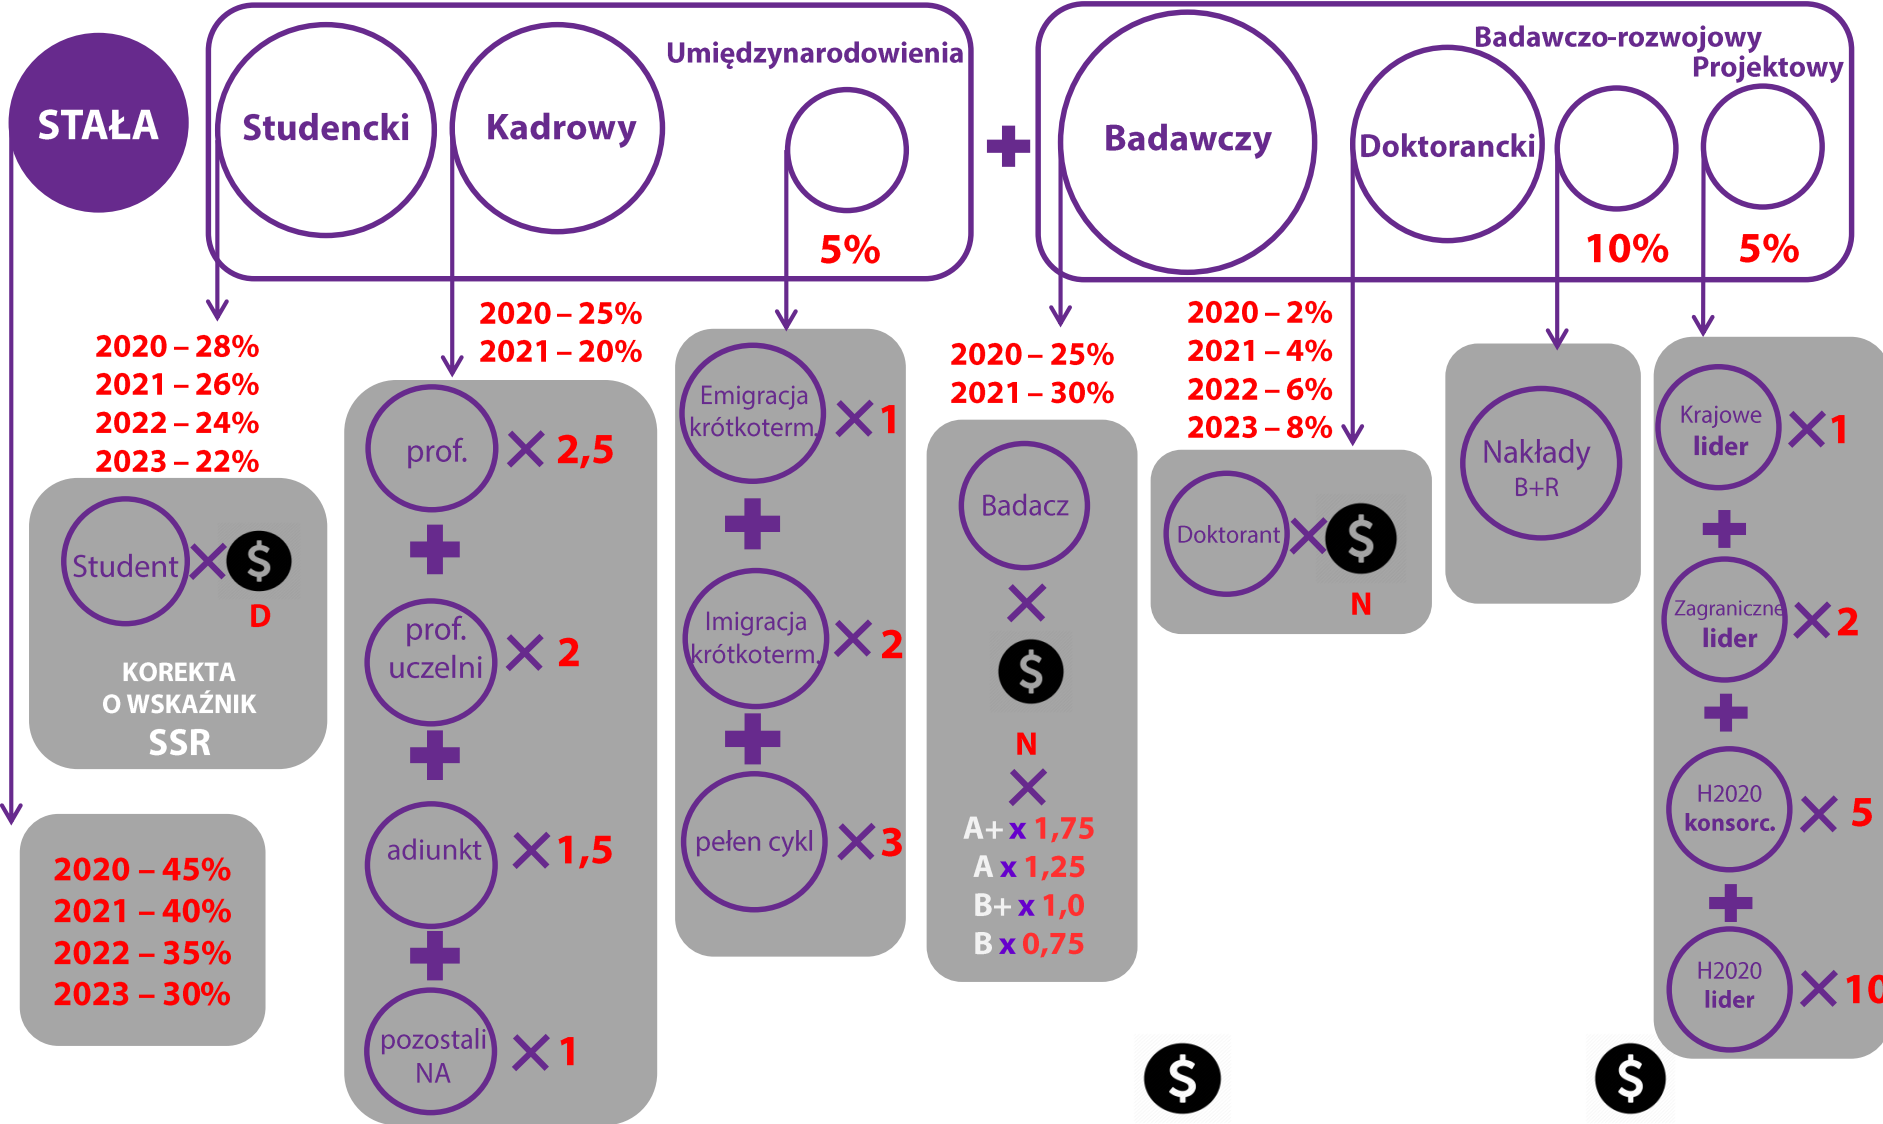 STAŁA
Studencki
Kadrowy
Umiędzynarodowienia
5%
Badawczy
Doktorancki
Badawczo-rozwojowy
10%
Projektowy
5%
2020 – 28%
2021 – 26%
2022 – 24%
2023 – 22%
Student
$
D
KOREKTA
O WSKAŹNIK
SSR
2020 – 45%
2021 – 40%
2022 – 35%
2023 – 30%
2020 – 25%
2021 – 20%
prof.
2,5
prof.
uczelni
2
adiunkt
1,5
pozostali
NA
1
Emigracja
krótkoterm.
1
Imigracja
krótkoterm.
2
pełen cykl
3
2020 – 25%
2021 – 30%
Badacz
$
N
A+ x 1,75
A x 1,25
B+ x 1,0
B x 0,75
2020 – 2%
2021 – 4%
2022 – 6%
2023 – 8%
Doktorant
$
N
Nakłady
B+R
Krajowe
lider
1
Zagraniczne
lider
2
H2020
konsorc.
5
H2020
lider
10
$
$